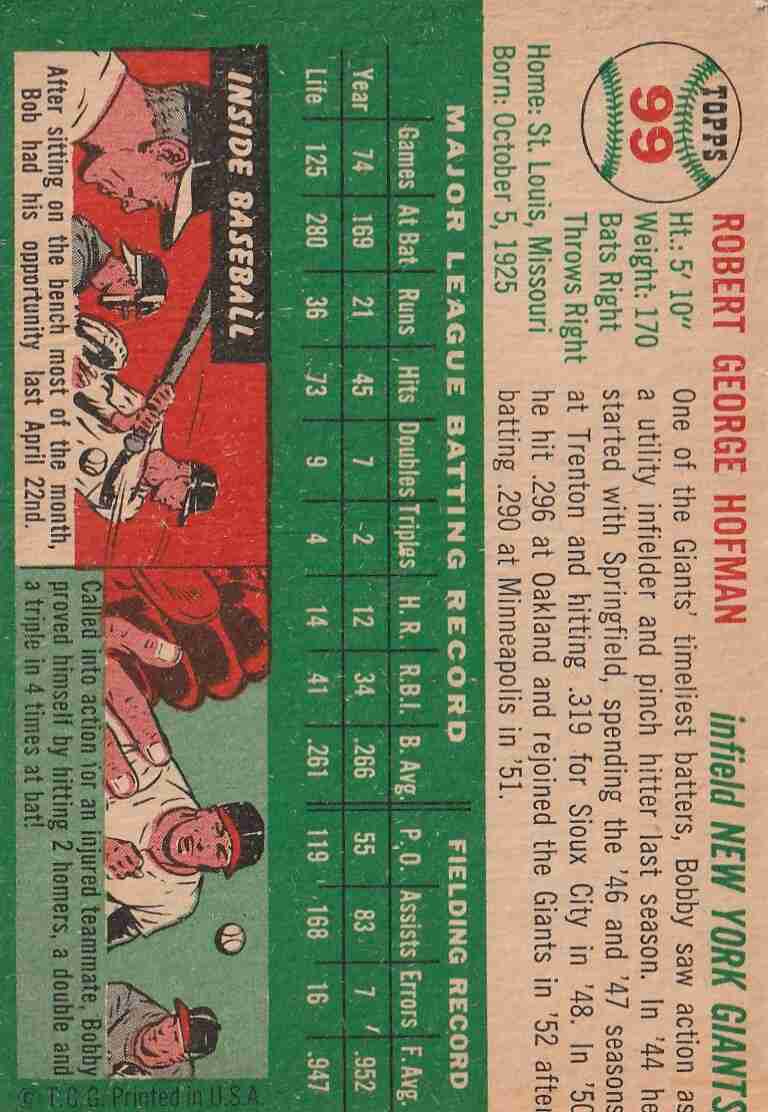 TOPPS
99
ROBERT GEORGE HOFMAN
infield NEW YORK GIANTS
Ht.: 5' 10"
Weight: 170
Bats Right
Throws Right
Home: St. Louis, Missouri
Born: October 5, 1925
One of the Giants' timeliest batters, Bobby saw action as
a utility infielder and pinch hitter last season. In '44 he
started with Springfield, spending the '46 and '47 seasons
at Trenton and hitting .319 for Sioux City in '48. In '50
he hit .296 at Oakland and rejoined the Giants in '52 after
batting .290 at Minneapolis in '51.
MAJOR LEAGUE BATTING RECORD FIELDING RECORD
Games At Bat Runs Hits Doubles Triples H. R. R.B.I. B. Avg. P. O. Assists Errors F. Avg.
Year 74 169 21 45 7 2 12 34 .266 55 83 7 .952
Life 125 280 36 73 9 4 14 41 .261 119 168 16 .947
INSIDE BASEBALL
After sitting on the bench most of the month,
Bob had his opportunity last April 22nd.
Called into action for an injured teammate, Bobby
proved himself by hitting 2 homers, a double and
a triple in 4 times at bat!
© T.C.G. Printed in U.S.A.